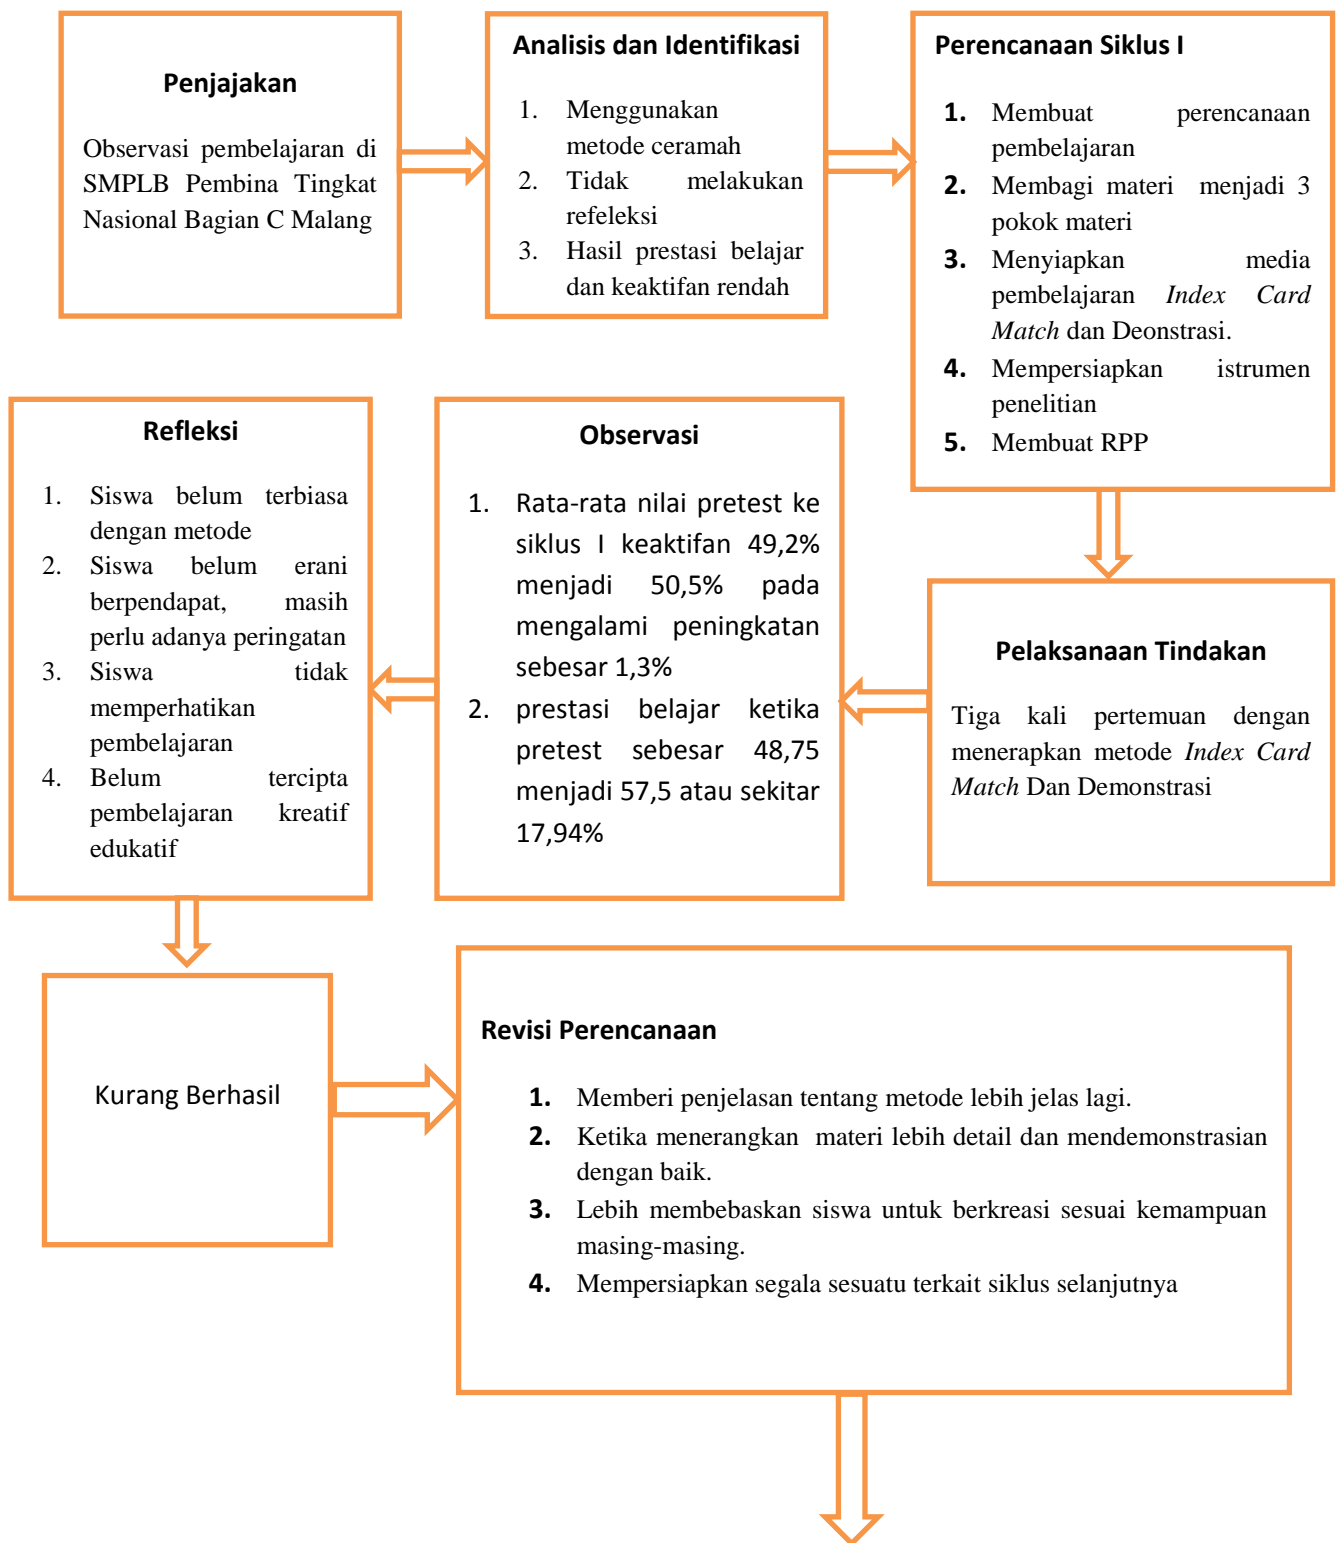 Penjajakan
Observasi pembelajaran di
SMPLB Pembina Tingkat
Nasional Bagian C Malang
Analisis dan Identifikasi
1. Menggunakan
metode ceramah
2. Tidak melakukan
refeleksi
3. Hasil prestasi belajar
dan keaktifan rendah
Perencanaan Siklus I
1. Membuat perencanaan
pembelajaran
2. Membagi materi menjadi 3
pokok materi
3. Menyiapkan media
pembelajaran Index Card
Match dan Deonstrasi.
4. Mempersiapkan istrumen
penelitian
5. Membuat RPP
Pelaksanaan Tindakan
Tiga kali pertemuan dengan
menerapkan metode Index Card
Match Dan Demonstrasi
Observasi
1. Rata-rata nilai pretest ke
siklus I keaktifan 49,2%
menjadi 50,5% pada
mengalami peningkatan
sebesar 1,3%
2. prestasi belajar ketika
pretest sebesar 48,75
menjadi 57,5 atau sekitar
17,94%
Refleksi
1. Siswa belum terbiasa
dengan metode
2. Siswa belum erani
berpendapat, masih
perlu adanya peringatan
3. Siswa tidak
memperhatikan
pembelajaran
4. Belum tercipta
pembelajaran kreatif
edukatif
Kurang Berhasil
Revisi Perencanaan
1. Memberi penjelasan tentang metode lebih jelas lagi.
2. Ketika menerangkan materi lebih detail dan mendemonstrasian
dengan baik.
3. Lebih membebaskan siswa untuk berkreasi sesuai kemampuan
masing-masing.
4. Mempersiapkan segala sesuatu terkait siklus selanjutnya